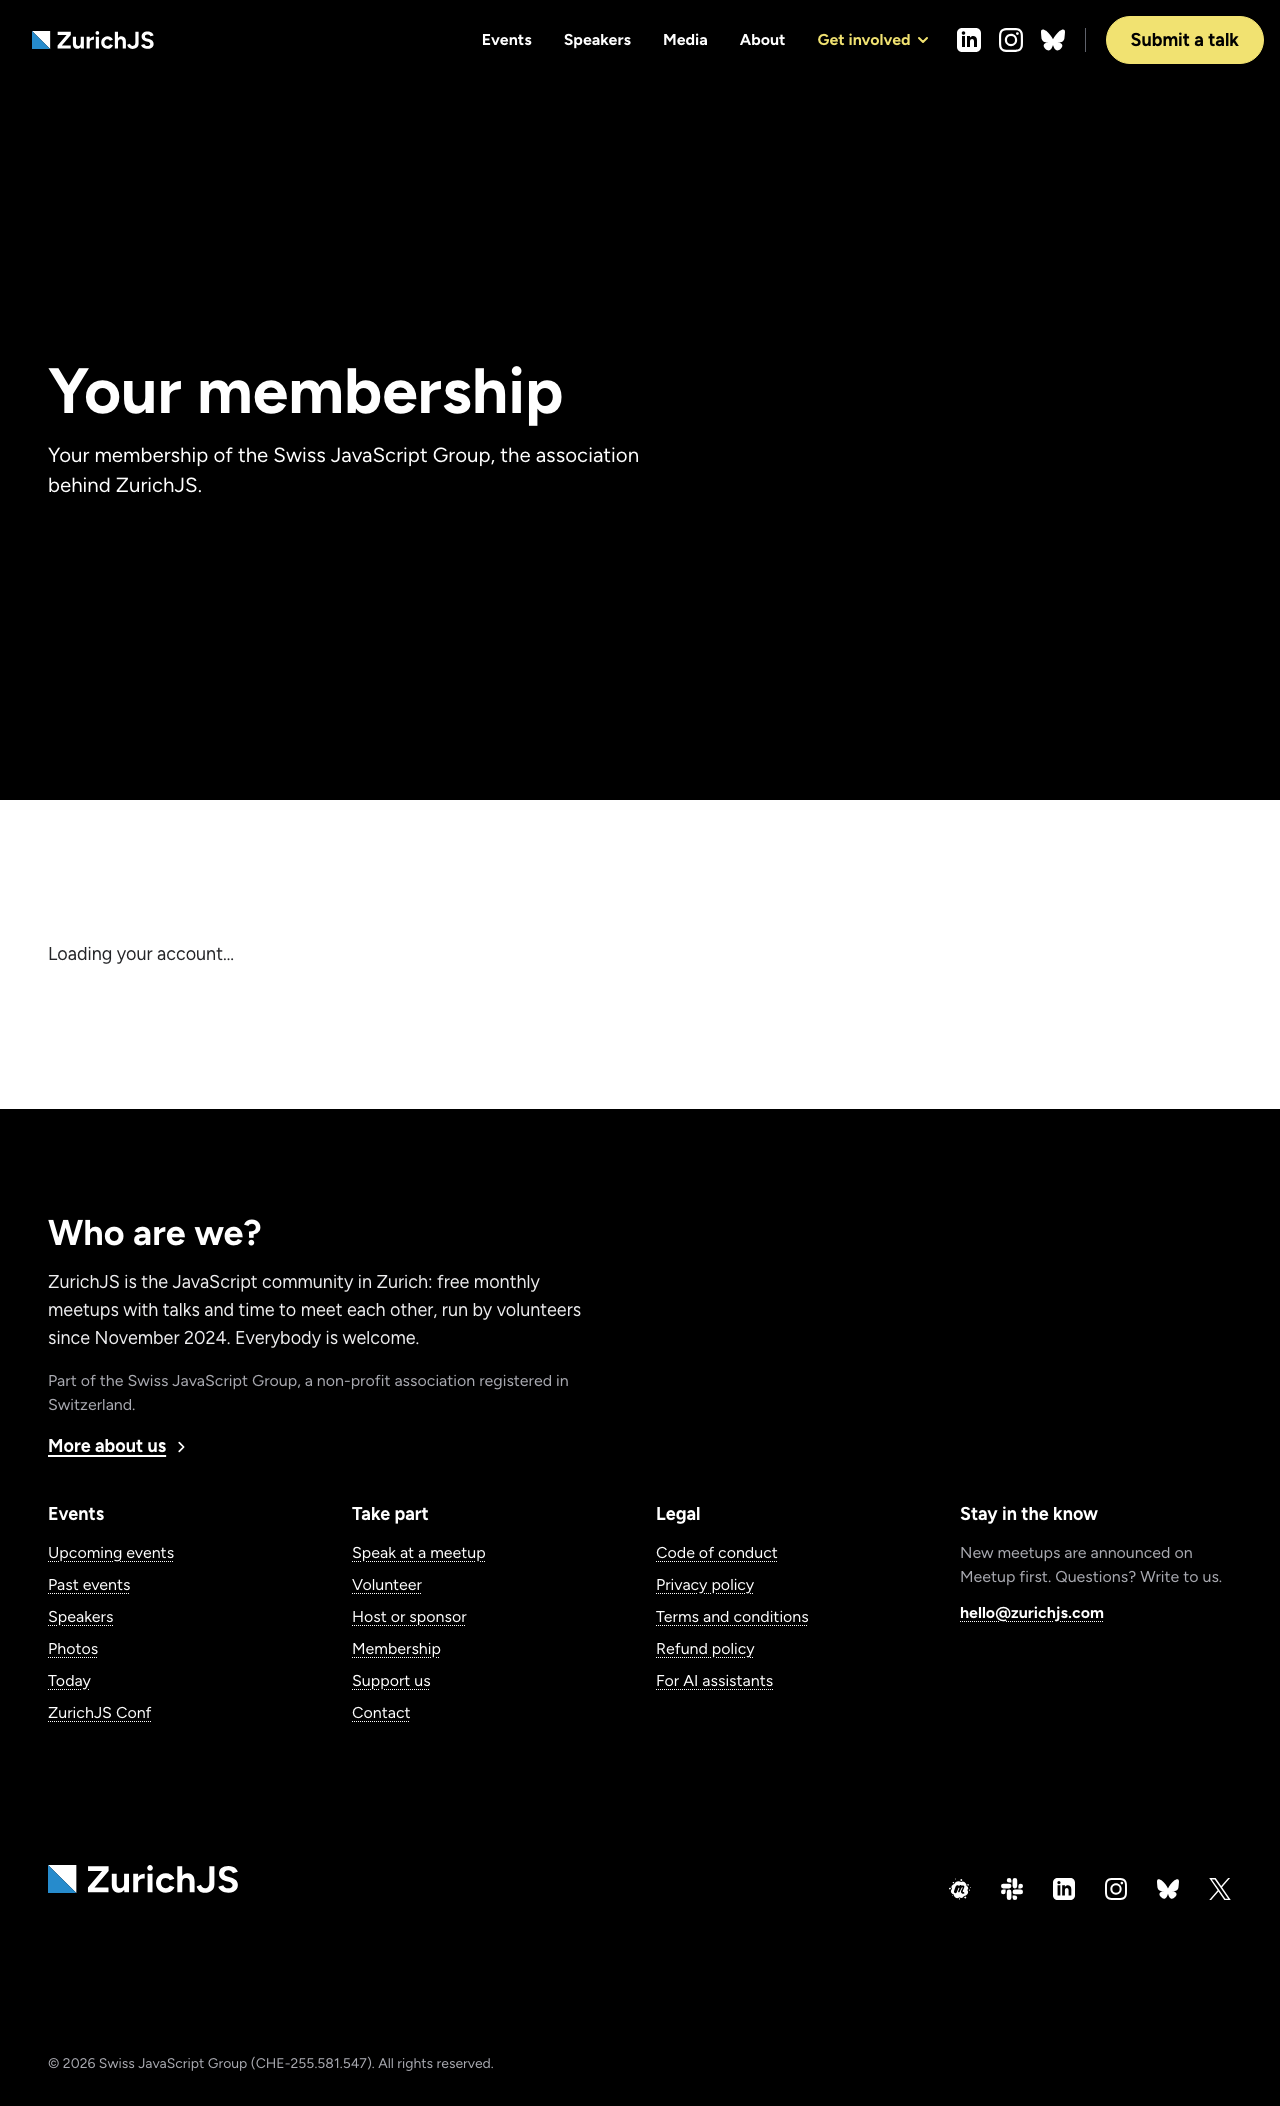 ZurichJS
Events
Speakers
Media
About
Get involved
Submit a talk
Your membership
Your membership of the Swiss JavaScript Group, the association
behind ZurichJS.
Loading your account…
Who are we?
ZurichJS is the JavaScript community in Zurich: free monthly
meetups with talks and time to meet each other, run by volunteers
since November 2024. Everybody is welcome.
Part of the Swiss JavaScript Group, a non-profit association registered in
Switzerland.
More about us
Events
Upcoming events
Past events
Speakers
Photos
Today
ZurichJS Conf
Take part
Speak at a meetup
Volunteer
Host or sponsor
Membership
Support us
Contact
Legal
Code of conduct
Privacy policy
Terms and conditions
Refund policy
For AI assistants
Stay in the know
New meetups are announced on
Meetup first. Questions? Write to us.
hello@zurichjs.com
ZurichJS
© 2026 Swiss JavaScript Group (CHE-255.581.547). All rights reserved.